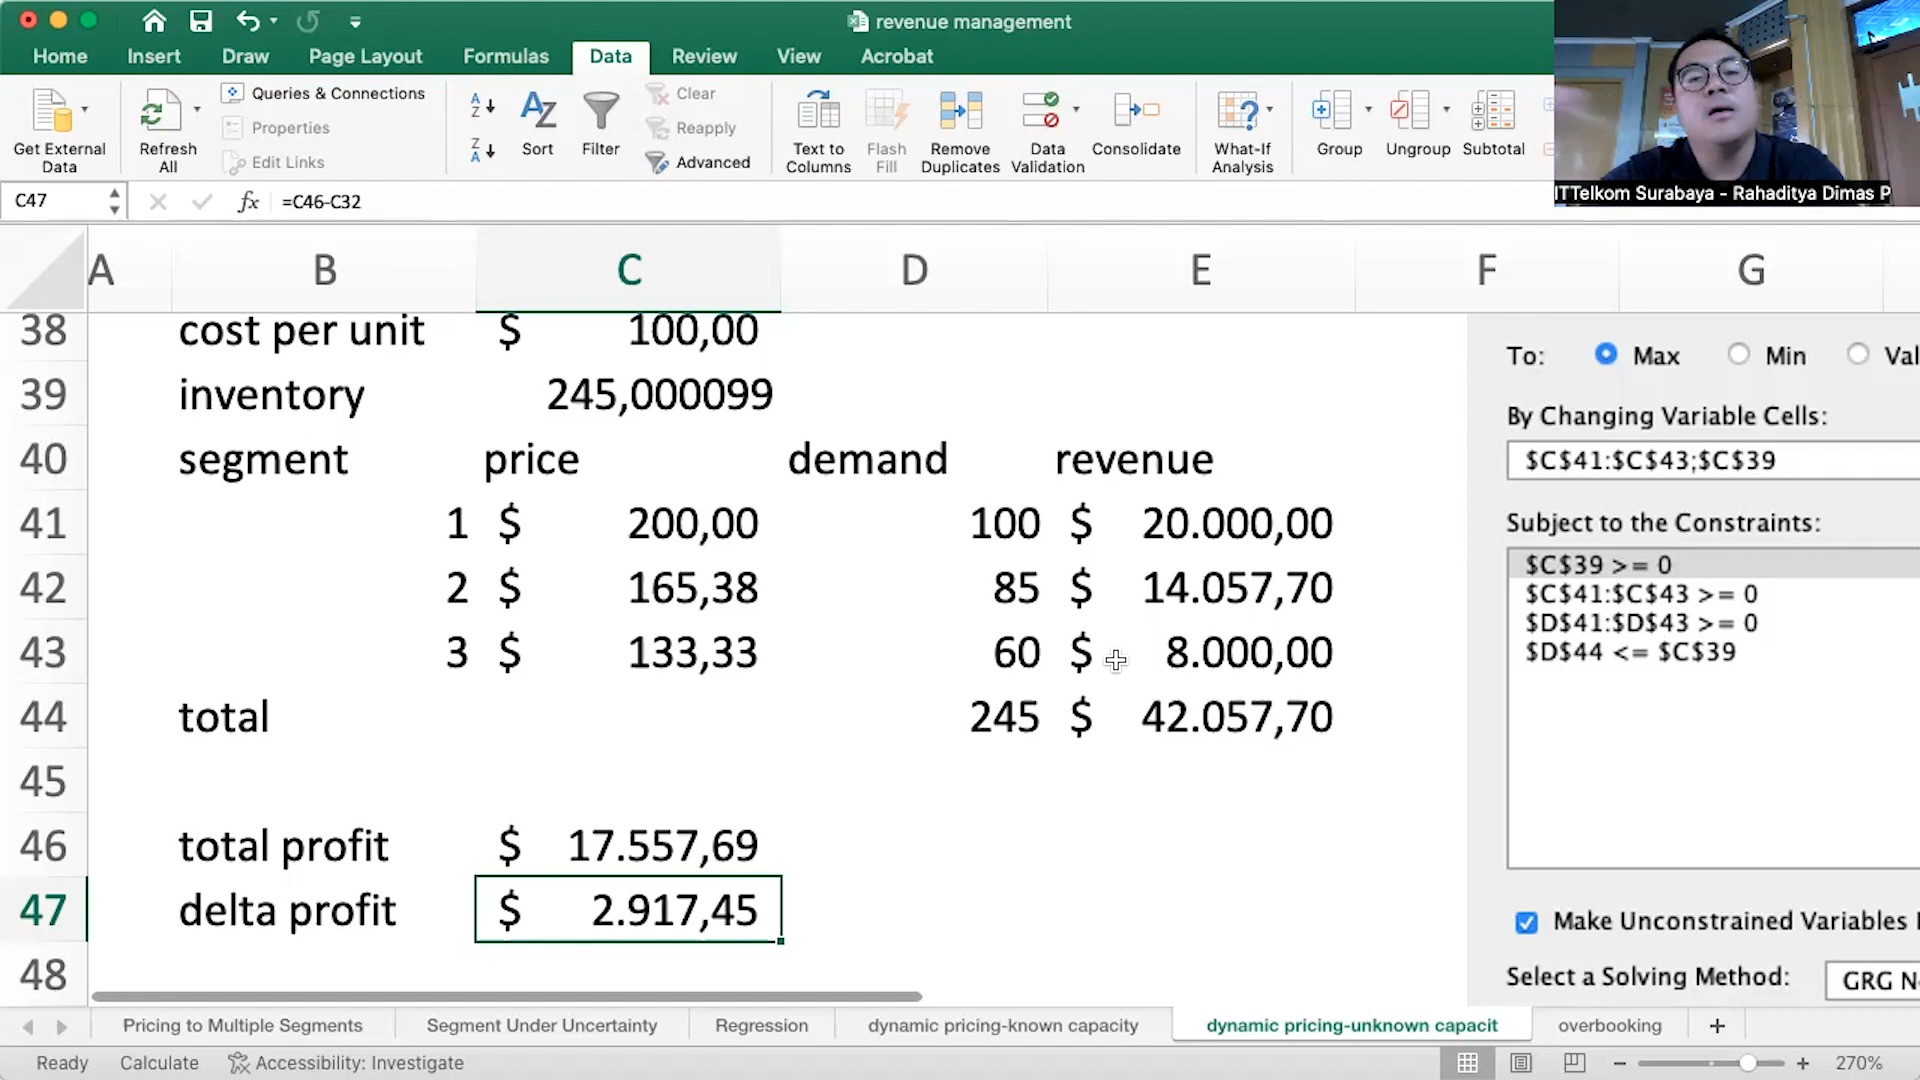 revenue management
Home Insert Draw Page Layout Formulas Data Review View Acrobat
Get External Data
Refresh All
Queries & Connections
Properties
Edit Links
Sort
Filter
Clear
Reapply
Advanced
Text to Columns
Flash Fill
Remove Duplicates
Data Validation
Consolidate
What-If Analysis
Group
Ungroup
Subtotal
ITTelkom Surabaya - Rahaditya Dimas P
C47 fx =C46-C32
A B C D E F G
38 cost per unit $ 100,00
39 inventory 245,000099
40 segment price demand revenue
41 1 $ 200,00 100 $ 20.000,00
42 2 $ 165,38 85 $ 14.057,70
43 3 $ 133,33 60 $ 8.000,00
44 total 245 $ 42.057,70
45
46 total profit $ 17.557,69
47 delta profit $ 2.917,45
48
To: Max Min Val
By Changing Variable Cells:
$C$41:$C$43;$C$39
Subject to the Constraints:
$C$39 >= 0
$C$41:$C$43 >= 0
$D$41:$D$43 >= 0
$D$44 <= $C$39
Make Unconstrained Variables
Select a Solving Method: GRG N
Pricing to Multiple Segments Segment Under Uncertainty Regression dynamic pricing-known capacity dynamic pricing-unknown capacit overbooking +
Ready Calculate Accessibility: Investigate 270%